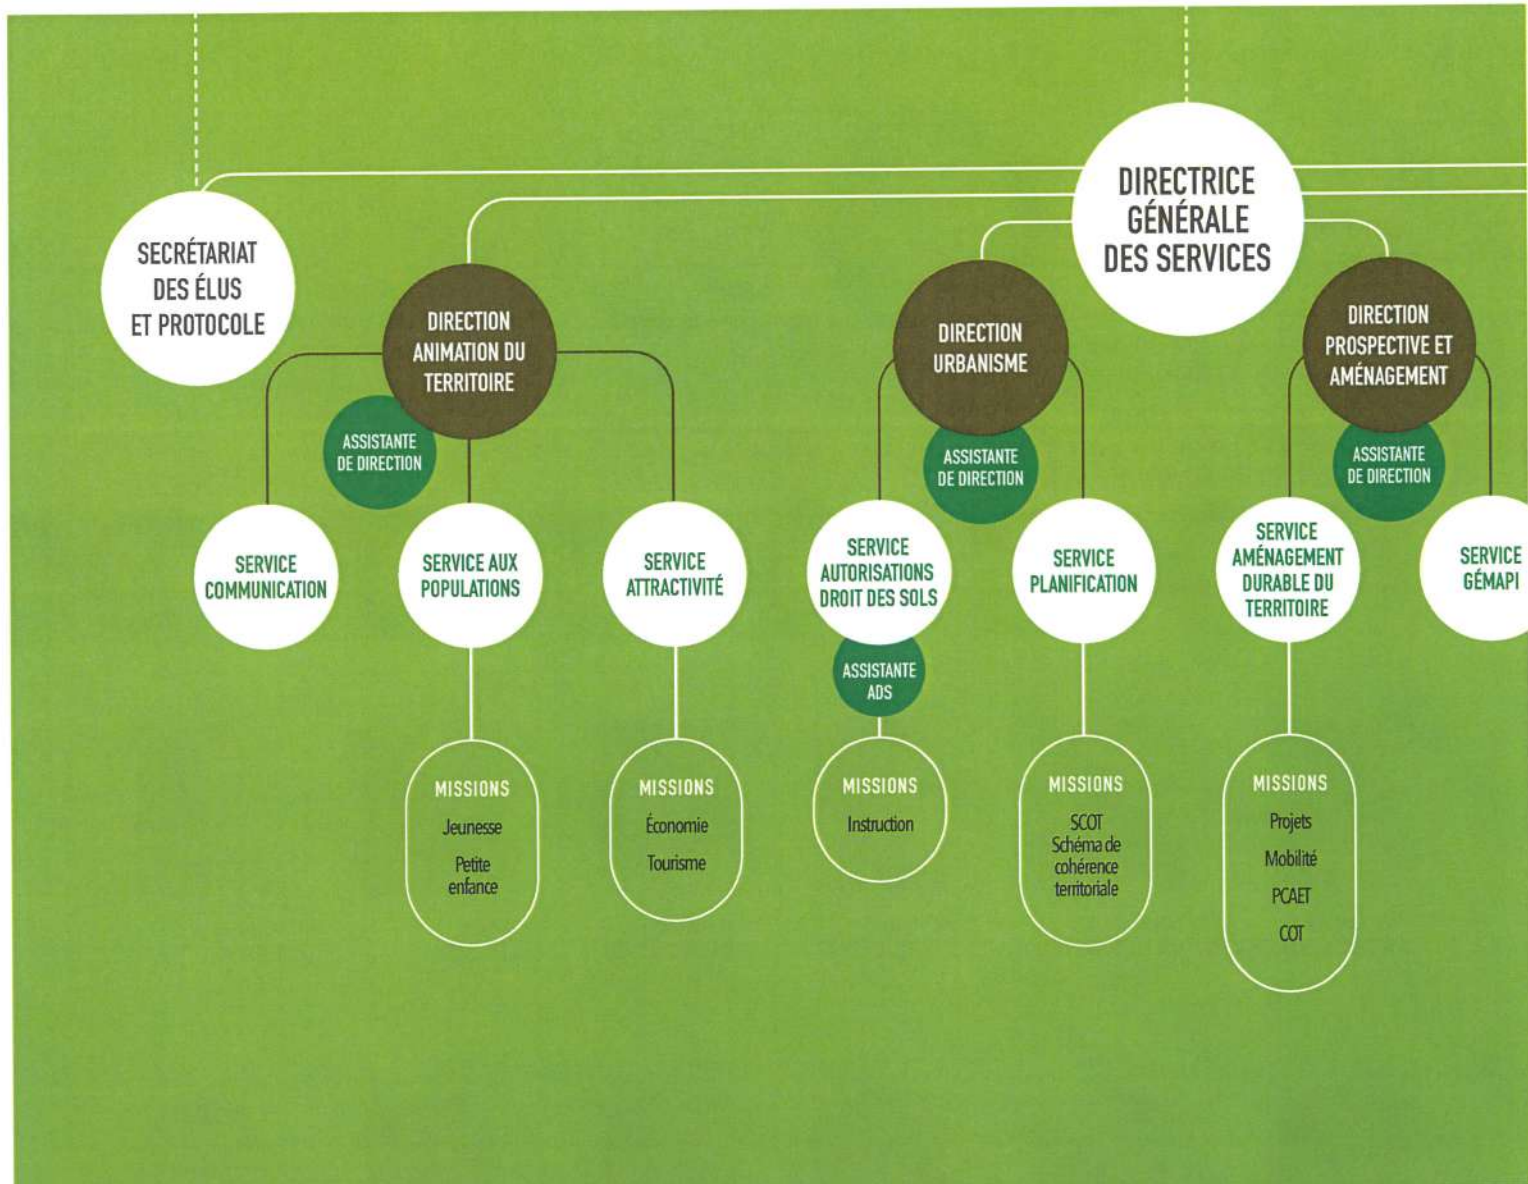 DIRECTRICE
GÉNÉRALE
DES SERVICES
SECRÉTARIAT
DES ÉLUS
ET PROTOCOLE
DIRECTION
ANIMATION DU
TERRITOIRE
ASSISTANTE
DE DIRECTION
DIRECTION
URBANISME
ASSISTANTE
DE DIRECTION
DIRECTION
PROSPECTIVE ET
AMÉNAGEMENT
ASSISTANTE
DE DIRECTION
SERVICE
COMMUNICATION
SERVICE AUX
POPULATIONS
SERVICE
ATTRACTIVITÉ
SERVICE
AUTORISATIONS
DROIT DES SOLS
ASSISTANTE
ADS
SERVICE
PLANIFICATION
SERVICE
AMÉNAGEMENT
DURABLE DU
TERRITOIRE
SERVICE
GÉMAPI
MISSIONS
Jeunesse
Petite
enfance
MISSIONS
Économie
Tourisme
MISSIONS
Instruction
MISSIONS
SCOT
Schéma de
cohérence
territoriale
MISSIONS
Projets
Mobilité
PCAET
COT